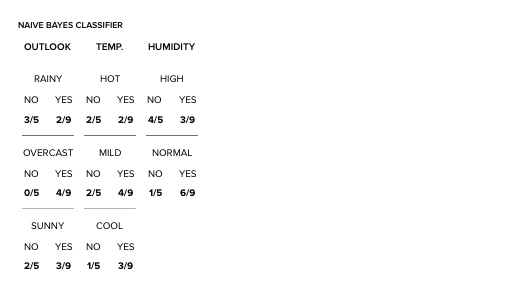 NAIVE BAYES CLASSIFIER
OUTLOOK TEMP. HUMIDITY
RAINY HOT HIGH
NO YES NO YES NO YES
3/5 2/9 2/5 2/9 4/5 3/9
OVERCAST MILD NORMAL
NO YES NO YES NO YES
0/5 4/9 2/5 4/9 1/5 6/9
SUNNY COOL
NO YES NO YES
2/5 3/9 1/5 3/9